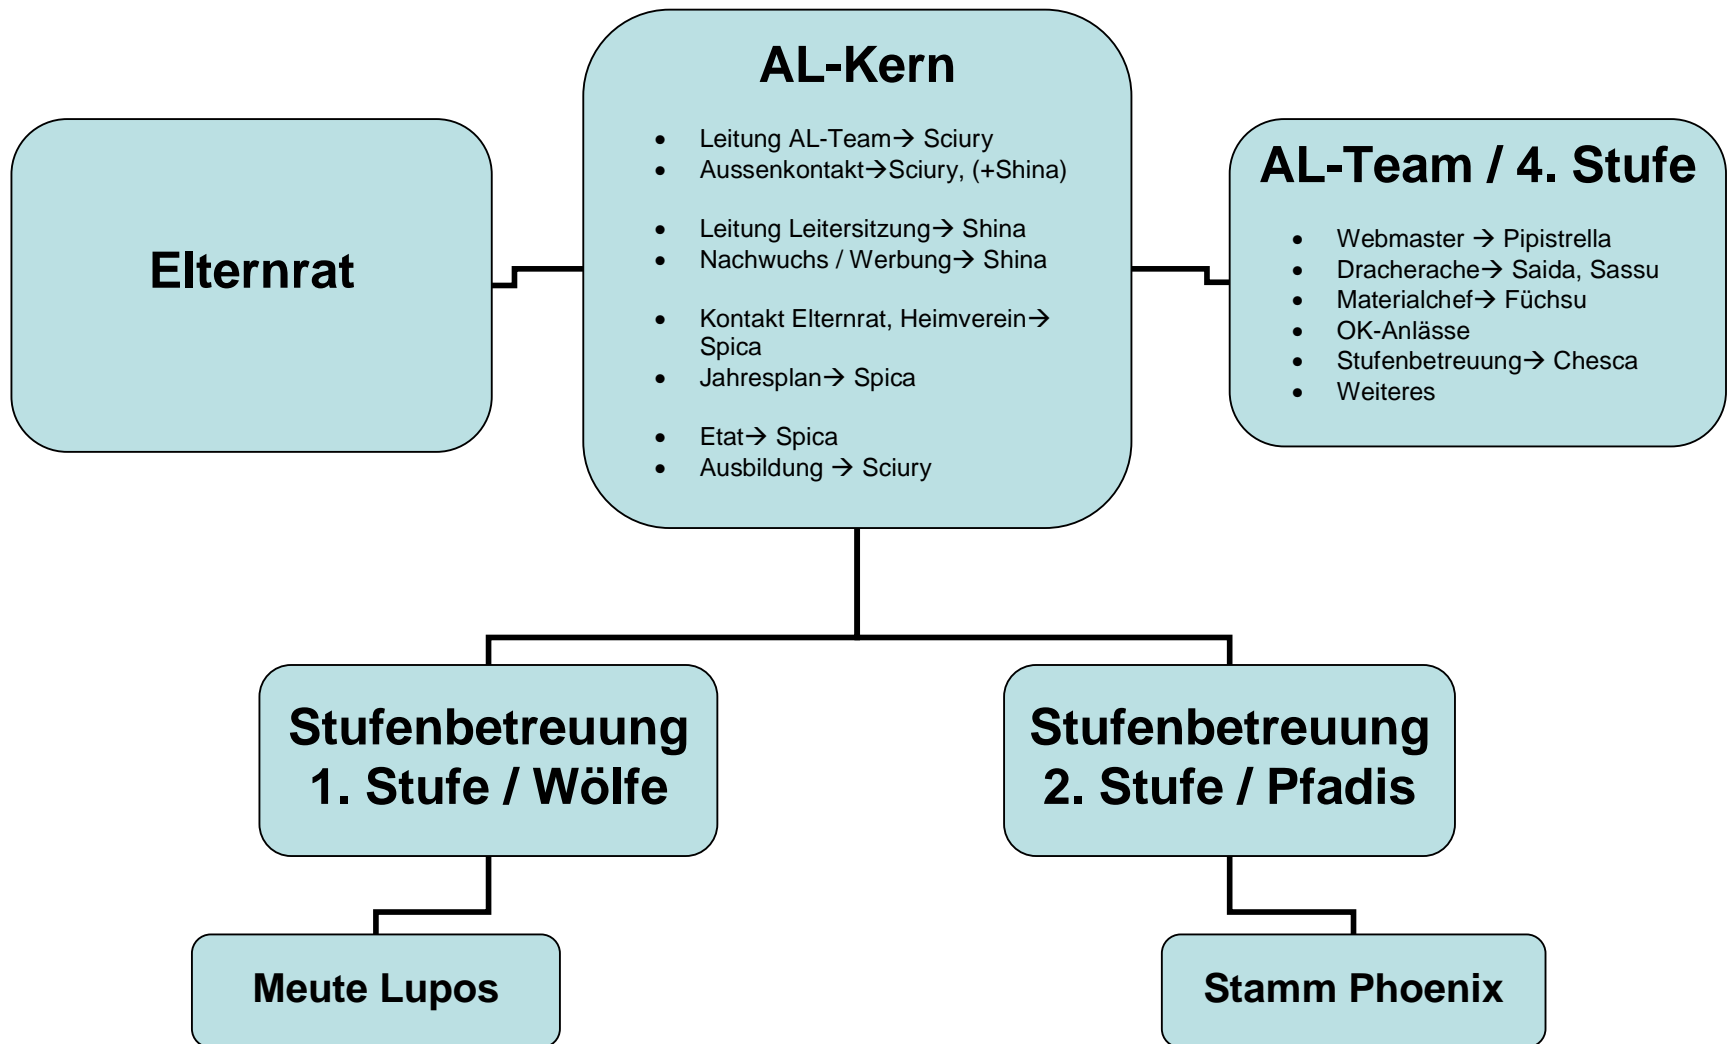 AL-Kern
• Leitung AL-Team→ Sciury
• Aussenkontakt→Sciury, (+Shina)
• Leitung Leitersitzung→ Shina
• Nachwuchs / Werbung→ Shina
• Kontakt Elternrat, Heimverein→
Spica
• Jahresplan→ Spica
• Etat→ Spica
• Ausbildung → Sciury
Elternrat
AL-Team / 4. Stufe
• Webmaster → Pipistrella
• Dracherache→ Saida, Sassu
• Materialchef→ Füchsu
• OK-Anlässe
• Stufenbetreuung→ Chesca
• Weiteres
Stufenbetreuung
1. Stufe / Wölfe
Stufenbetreuung
2. Stufe / Pfadis
Meute Lupos
Stamm Phoenix